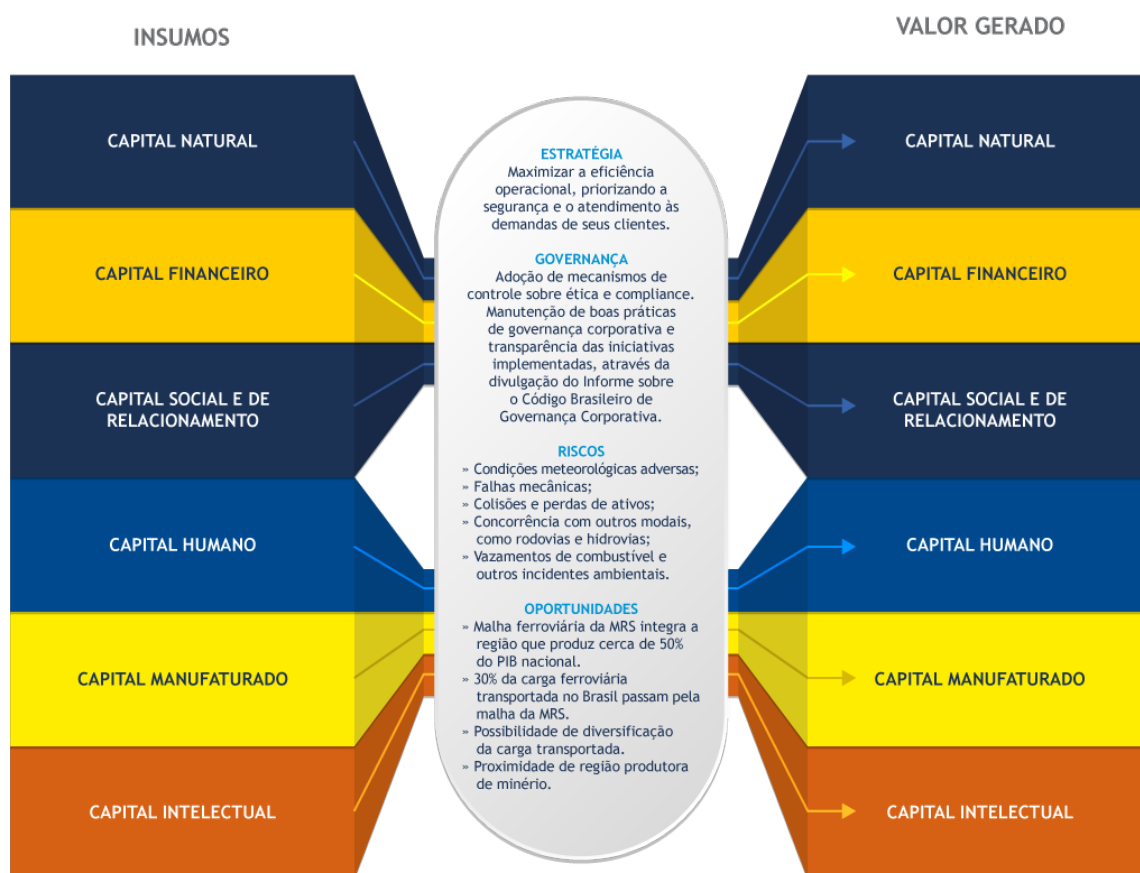 INSUMOS
CAPITAL NATURAL
CAPITAL FINANCEIRO
CAPITAL SOCIAL E DE
RELACIONAMENTO
CAPITAL HUMANO
CAPITAL MANUFATURADO
CAPITAL INTELECTUAL
ESTRATÉGIA
Maximizar a eficiência
operacional, priorizando a
segurança e o atendimento às
demandas de seus clientes.
GOVERNANÇA
Adoção de mecanismos de
controle sobre ética e compliance.
Manutenção de boas práticas
de governança corporativa e
transparência das iniciativas
implementadas, através da
divulgação do Informe sobre
o Código Brasileiro de
Governança Corporativa.
RISCOS
» Condições meteorológicas adversas;
» Falhas mecânicas;
» Colisões e perdas de ativos;
» Concorrência com outros modais,
como rodovias e hidrovias;
» Vazamentos de combustível e
outros incidentes ambientais.
OPORTUNIDADES
» Malha ferroviária da MRS integra a
região que produz cerca de 50%
do PIB nacional.
» 30% da carga ferroviária
transportada no Brasil passam pela
malha da MRS.
» Possibilidade de diversificação
da carga transportada.
» Proximidade de região produtora
de minério.
VALOR GERADO
CAPITAL NATURAL
CAPITAL FINANCEIRO
CAPITAL SOCIAL E DE
RELACIONAMENTO
CAPITAL HUMANO
CAPITAL MANUFATURADO
CAPITAL INTELECTUAL